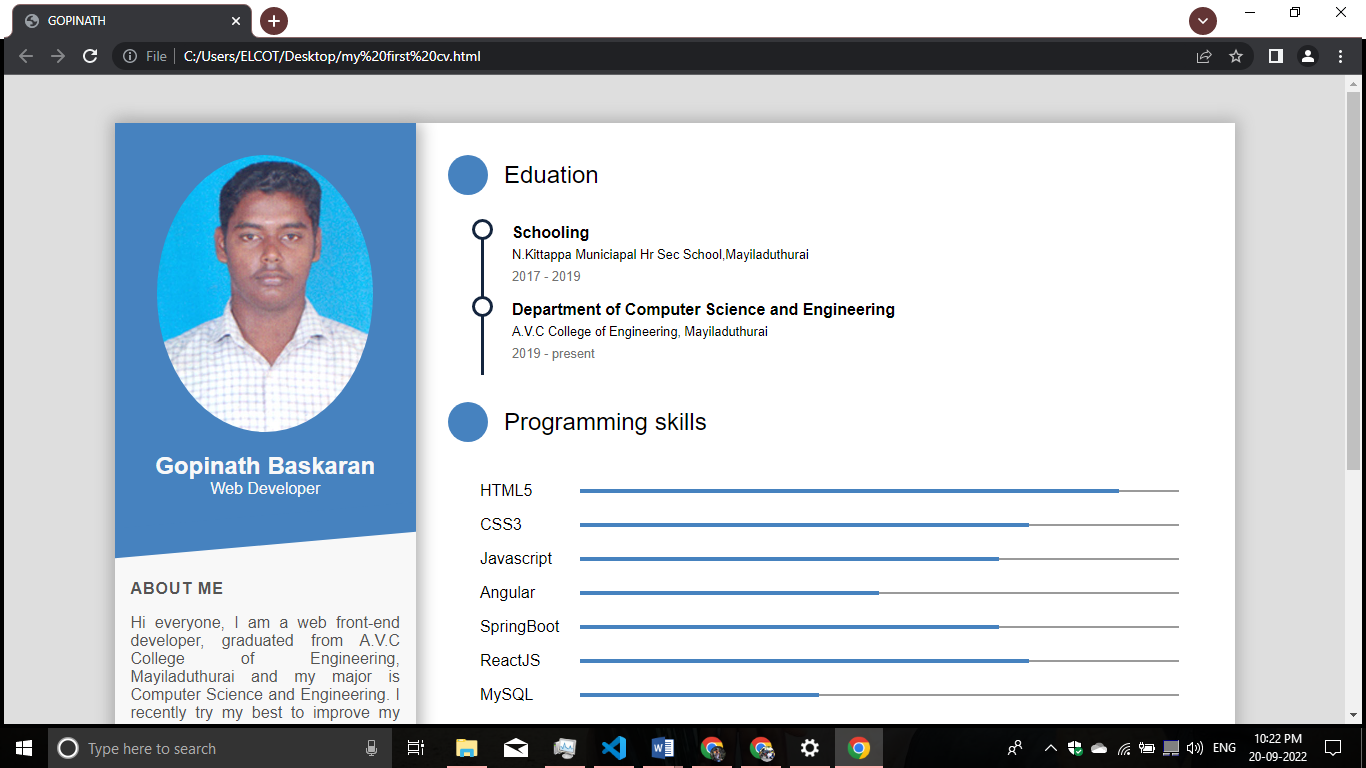 GOPINATH
File
C:/Users/ELCOT/Desktop/my%20first%20cv.html
Gopinath Baskaran
Web Developer
ABOUT ME
Hi everyone, I am a web front-end
developer, graduated from A.V.C
College of Engineering,
Mayiladuthurai and my major is
Computer Science and Engineering. I
recently try my best to improve my
Eduation
Schooling
N.Kittappa Municiapal Hr Sec School,Mayiladuthurai
2017 - 2019
Department of Computer Science and Engineering
A.V.C College of Engineering, Mayiladuthurai
2019 - present
Programming skills
HTML5
CSS3
Javascript
Angular
SpringBoot
ReactJS
MySQL
Type here to search
ENG
10:22 PM
20-09-2022